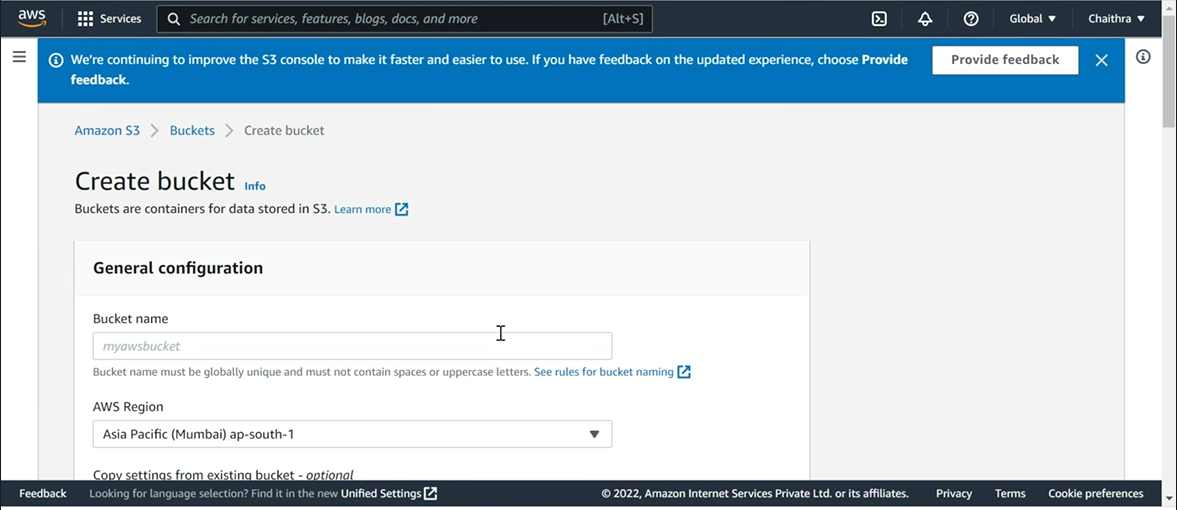 aws Services Search for services, features, blogs, docs, and more [Alt+S] Global Chaithra
We're continuing to improve the S3 console to make it faster and easier to use. If you have feedback on the updated experience, choose Provide
feedback.
Provide feedback
Amazon S3 Buckets Create bucket
Create bucket Info
Buckets are containers for data stored in S3. Learn more
General configuration
Bucket name
myawsbucket
Bucket name must be globally unique and must not contain spaces or uppercase letters. See rules for bucket naming
AWS Region
Asia Pacific (Mumbai) ap-south-1
Copy settings from existing bucket - optional
Feedback Looking for language selection? Find it in the new Unified Settings © 2022, Amazon Internet Services Private Ltd. or its affiliates. Privacy Terms Cookie preferences